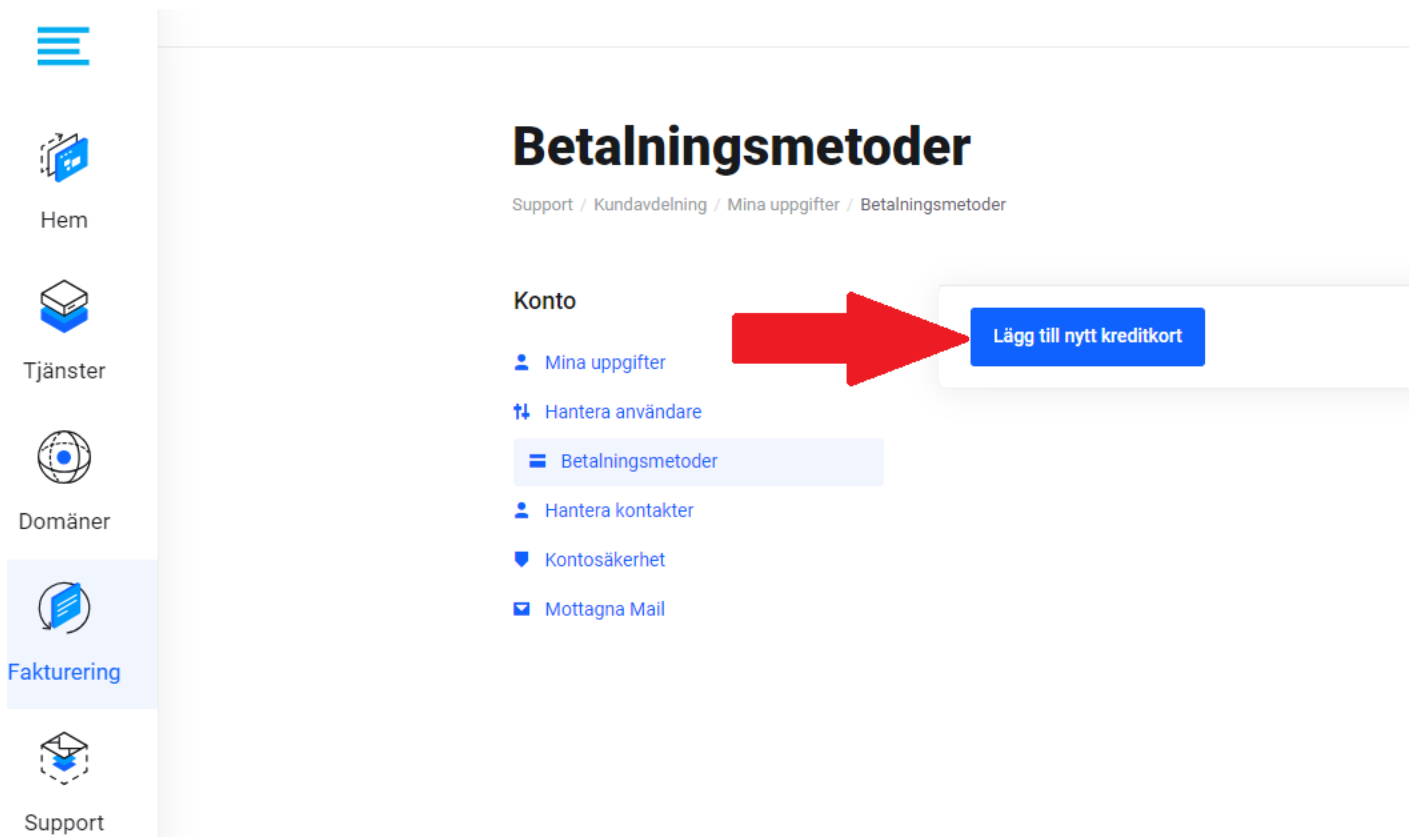 Hem
Tjänster
Domäner
Fakturering
Support
Betalningsmetoder
Support / Kundavdelning / Mina uppgifter / Betalningsmetoder
Konto
Mina uppgifter
Hantera användare
Betalningsmetoder
Hantera kontakter
Kontosäkerhet
Mottagna Mail
Lägg till nytt kreditkort